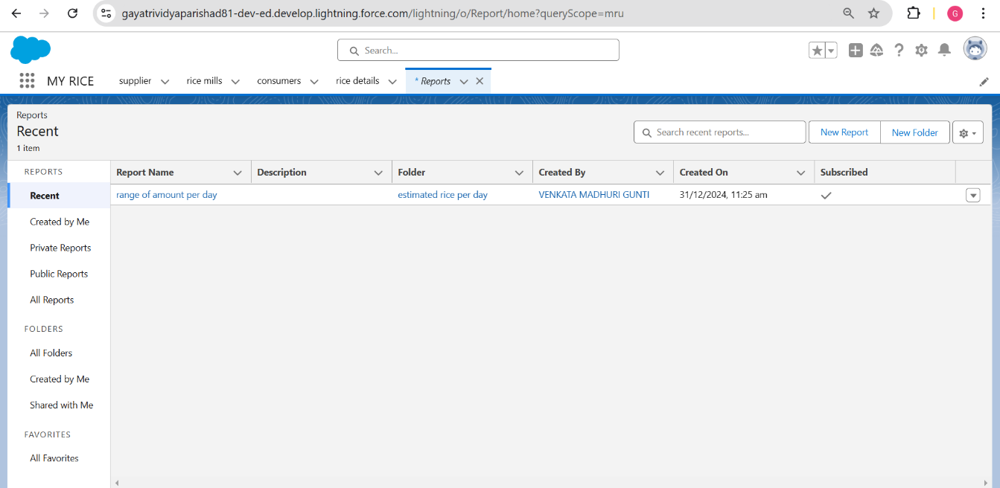 gayatrividyaparishad81-dev-ed.develop.lightning.force.com/lightning/o/Report/home?queryScope=mru
G
Search...
MY RICE supplier rice mills consumers rice details * Reports
Reports
Recent
1 item
Search recent reports...
New Report
New Folder
REPORTS
Report Name Description Folder Created By Created On Subscribed
Recent
range of amount per day estimated rice per day VENKATA MADHURI GUNTI 31/12/2024, 11:25 am
Created by Me
Private Reports
Public Reports
All Reports
FOLDERS
All Folders
Created by Me
Shared with Me
FAVORITES
All Favorites